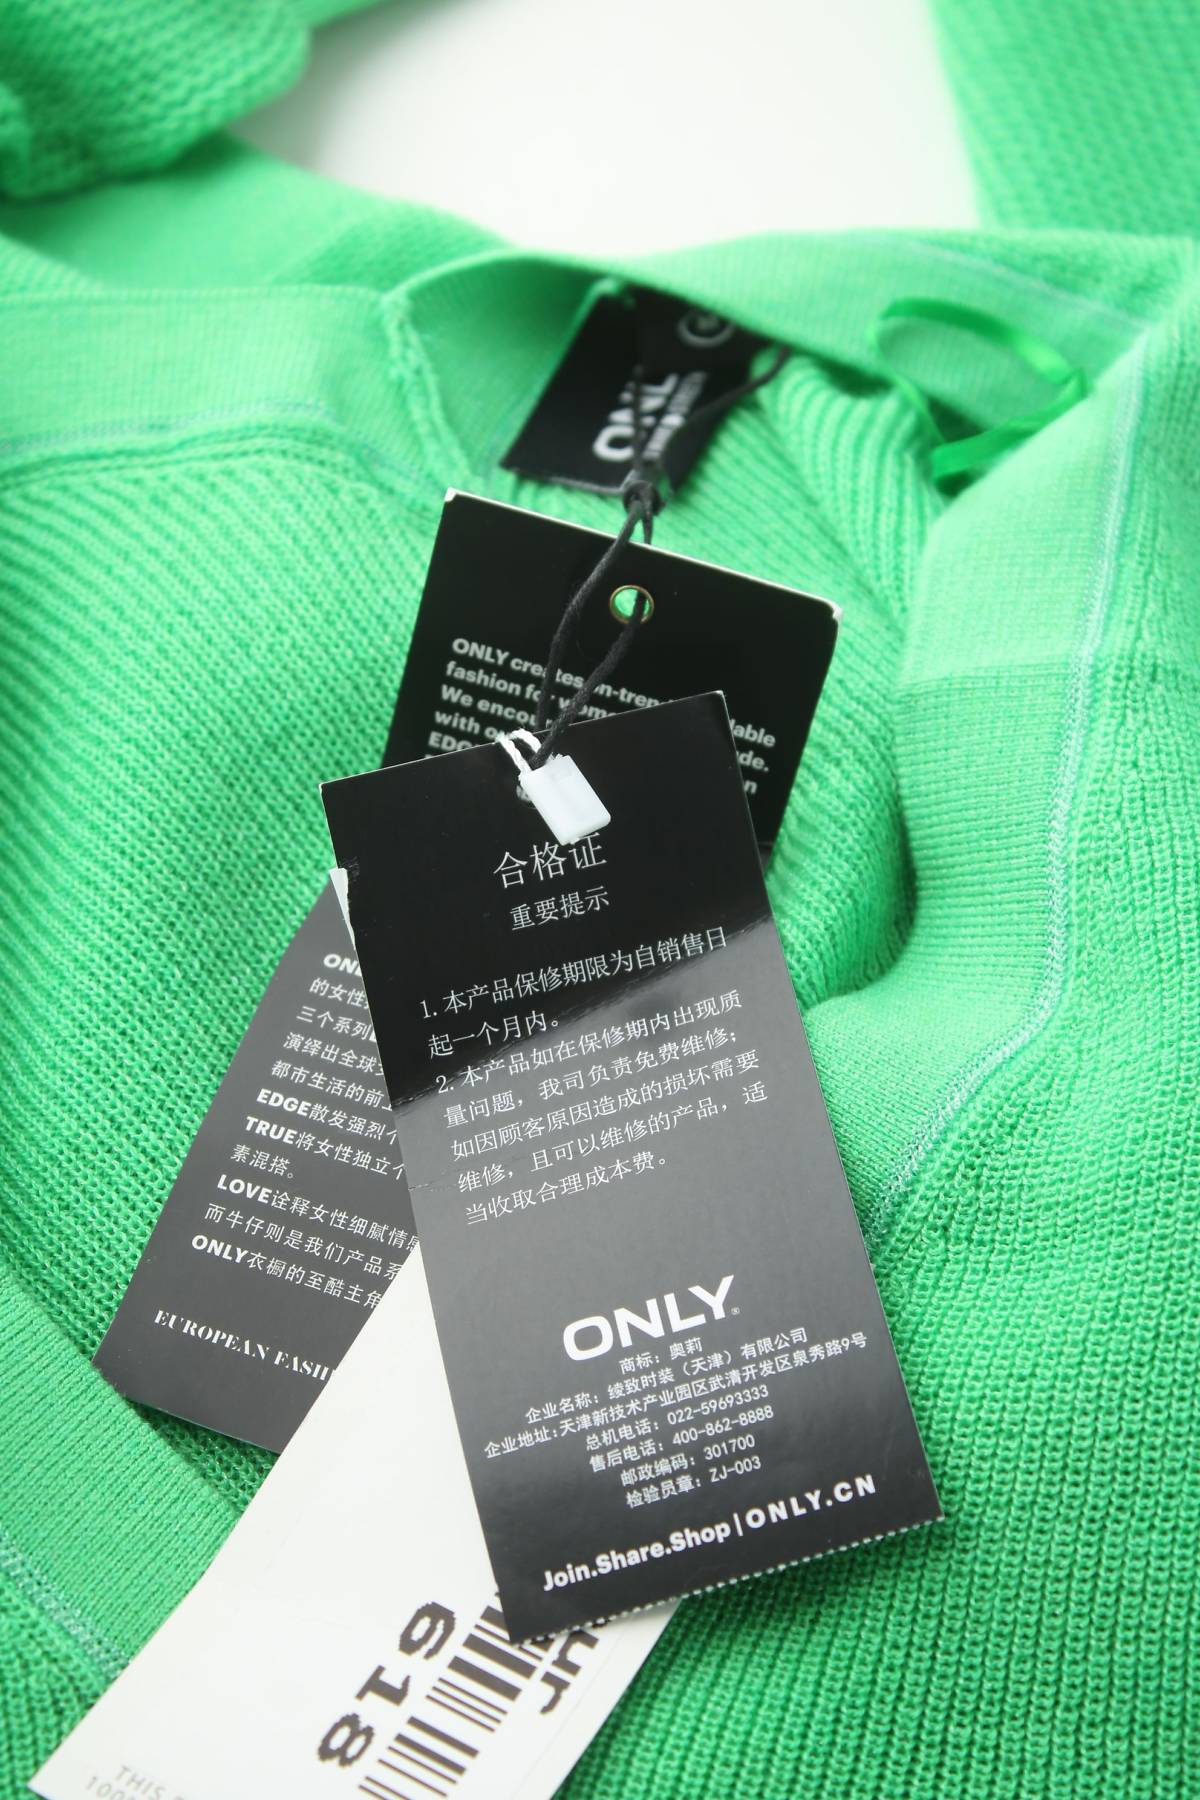 ONLY creates on-trend
fashion for
We
with
EDGE
合格证
重要提示
1. 本产品保修期限为自销售日
起一个月内。
2. 本产品如在保修期内出现质
量问题，我司负责免费维修；
如因顾客原因造成的损坏需要
维修，且可以维修的产品，适
当收取合理成本费。
ONLY®
商标：奥莉
企业名称：绫致时装（天津）有限公司
企业地址：天津新技术产业园区武清开发区泉秀路9号
总机电话：022-59693333
售后电话：400-862-8888
邮政编码：301700
检验员章：ZJ-003
Join.Share.Shop | ONLY.CN
的女性
三个系列
演绎出全球
都市生活的前
EDGE散发强烈个
TRUE将女性独立个
素混搭。
LOVE诠释女性细腻情感
而牛仔则是我们产品系
ONLY衣橱的至酷主角
EUROPEAN
618
THIS